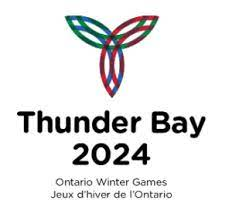 Thunder Bay
2024
Ontario Winter Games
Jeux d'hiver de l'Ontario